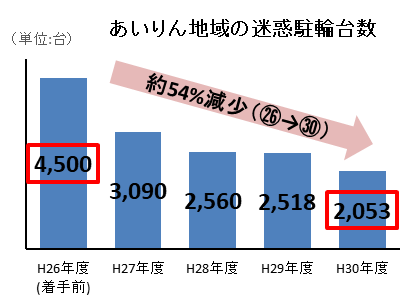 あいりん地域の迷惑駐輪台数
(単位:台)
約54%減少（㉖→㉚）
4,500
3,090
2,560
2,518
2,053
H26年度
(着手前)
H27年度
H28年度
H29年度
H30年度